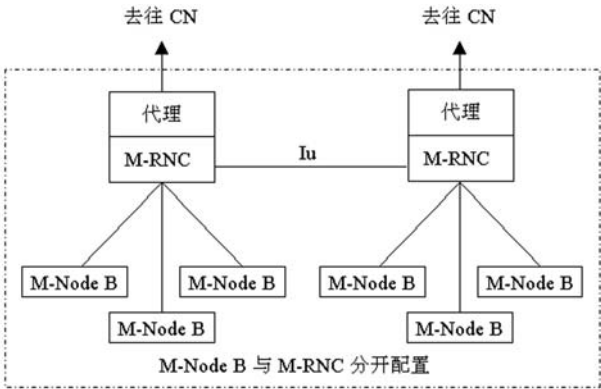 去往 CN
去往 CN
代理
代理
M-RNC
Iu
M-RNC
M-Node B
M-Node B
M-Node B
M-Node B
M-Node B
M-Node B
M-Node B 与 M-RNC 分开配置